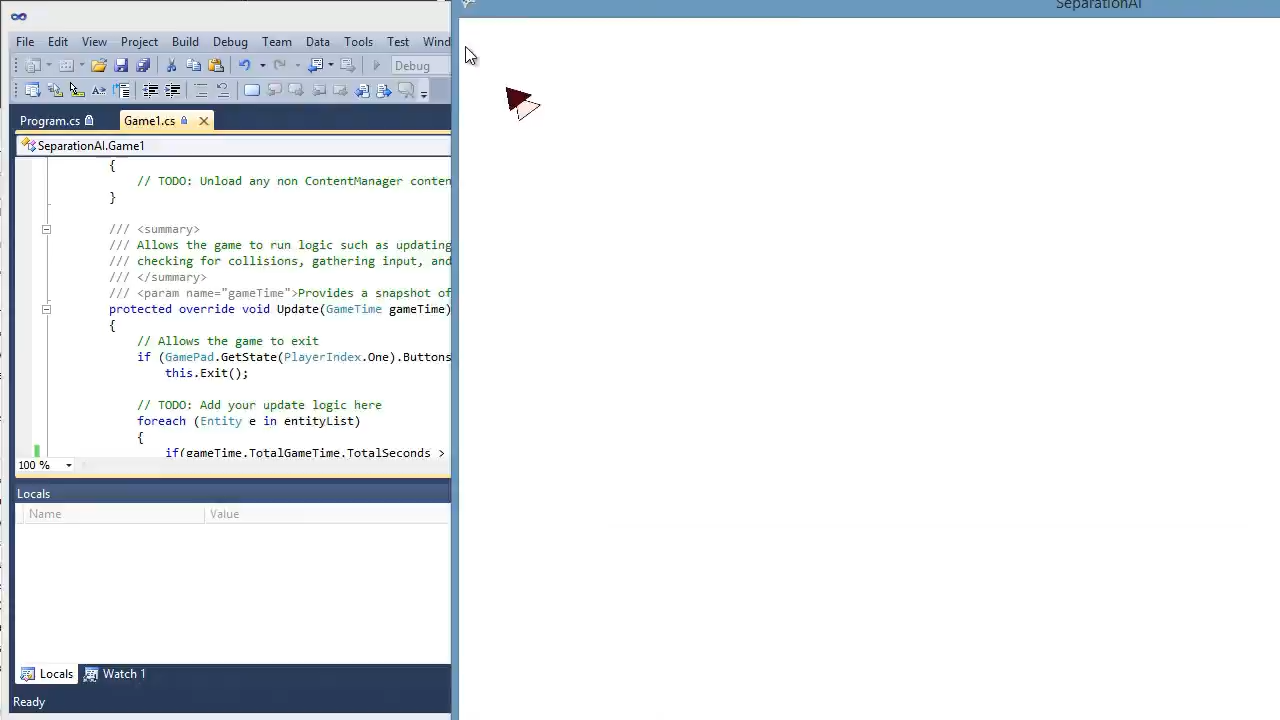 SeparationAI
File Edit View Project Build Debug Team Data Tools Test Wind
Debug
Program.cs Game1.cs
SeparationAI.Game1
{
// TODO: Unload any non ContentManager conten
}
/// <summary>
/// Allows the game to run logic such as updating
/// checking for collisions, gathering input, and
/// </summary>
/// <param name="gameTime">Provides a snapshot of
protected override void Update(GameTime gameTime)
{
// Allows the game to exit
if (GamePad.GetState(PlayerIndex.One).Buttons
this.Exit();
// TODO: Add your update logic here
foreach (Entity e in entityList)
{
if(gameTime.TotalGameTime.TotalSeconds >
100 %
Locals
Name Value
Locals Watch 1
Ready